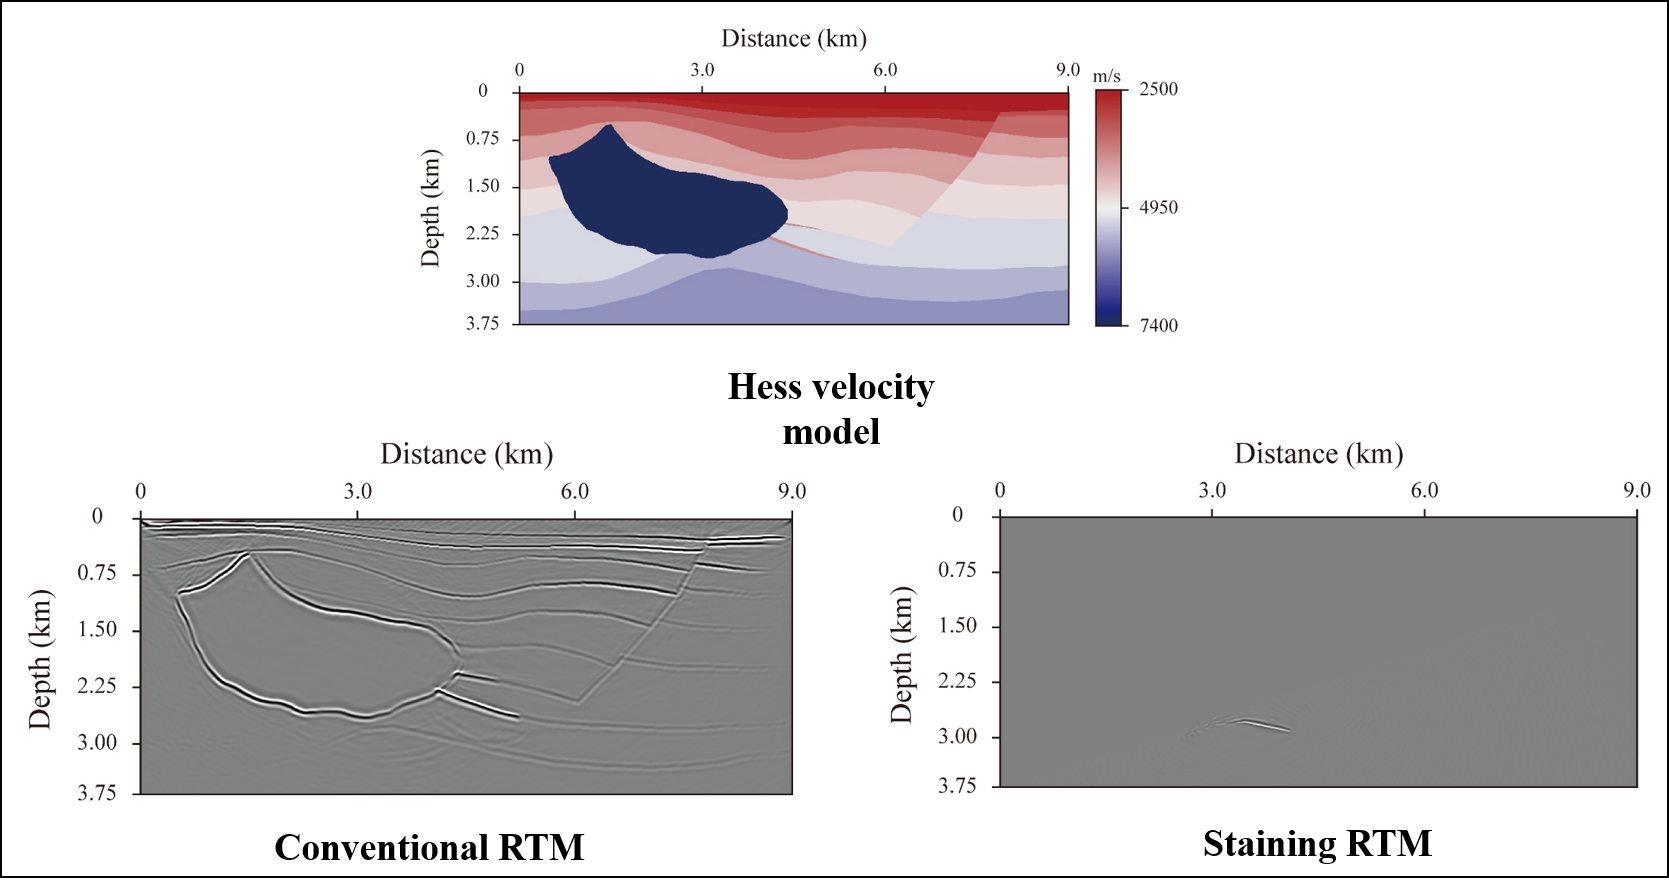 Distance (km)
0 3.0 6.0 9.0
m/s
0
0.75
1.50
2.25
3.00
3.75
Depth (km)
2500
4950
7400
Hess velocity
model
Distance (km)
0 3.0 6.0 9.0
0
0.75
1.50
2.25
3.00
3.75
Depth (km)
Conventional RTM
Distance (km)
0 3.0 6.0 9.0
0
0.75
1.50
2.25
3.00
3.75
Depth (km)
Staining RTM